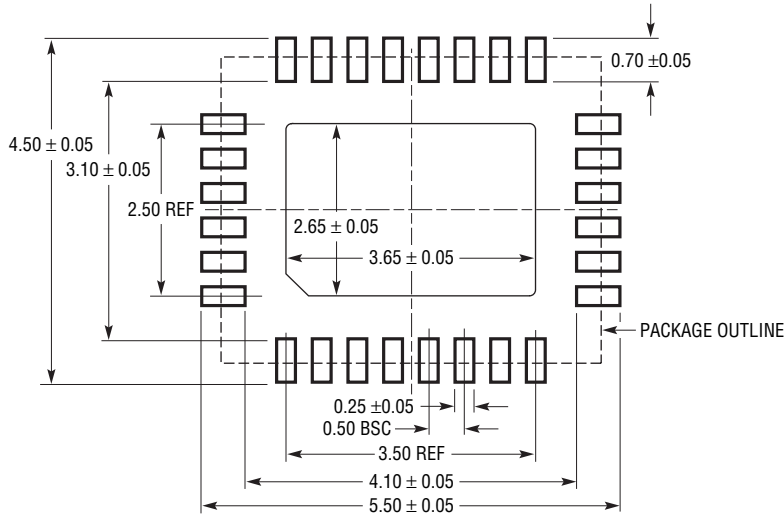 0.70 ±0.05
4.50 ± 0.05
3.10 ± 0.05
2.50 REF
2.65 ± 0.05
3.65 ± 0.05
PACKAGE OUTLINE
0.25 ±0.05
0.50 BSC
3.50 REF
4.10 ± 0.05
5.50 ± 0.05